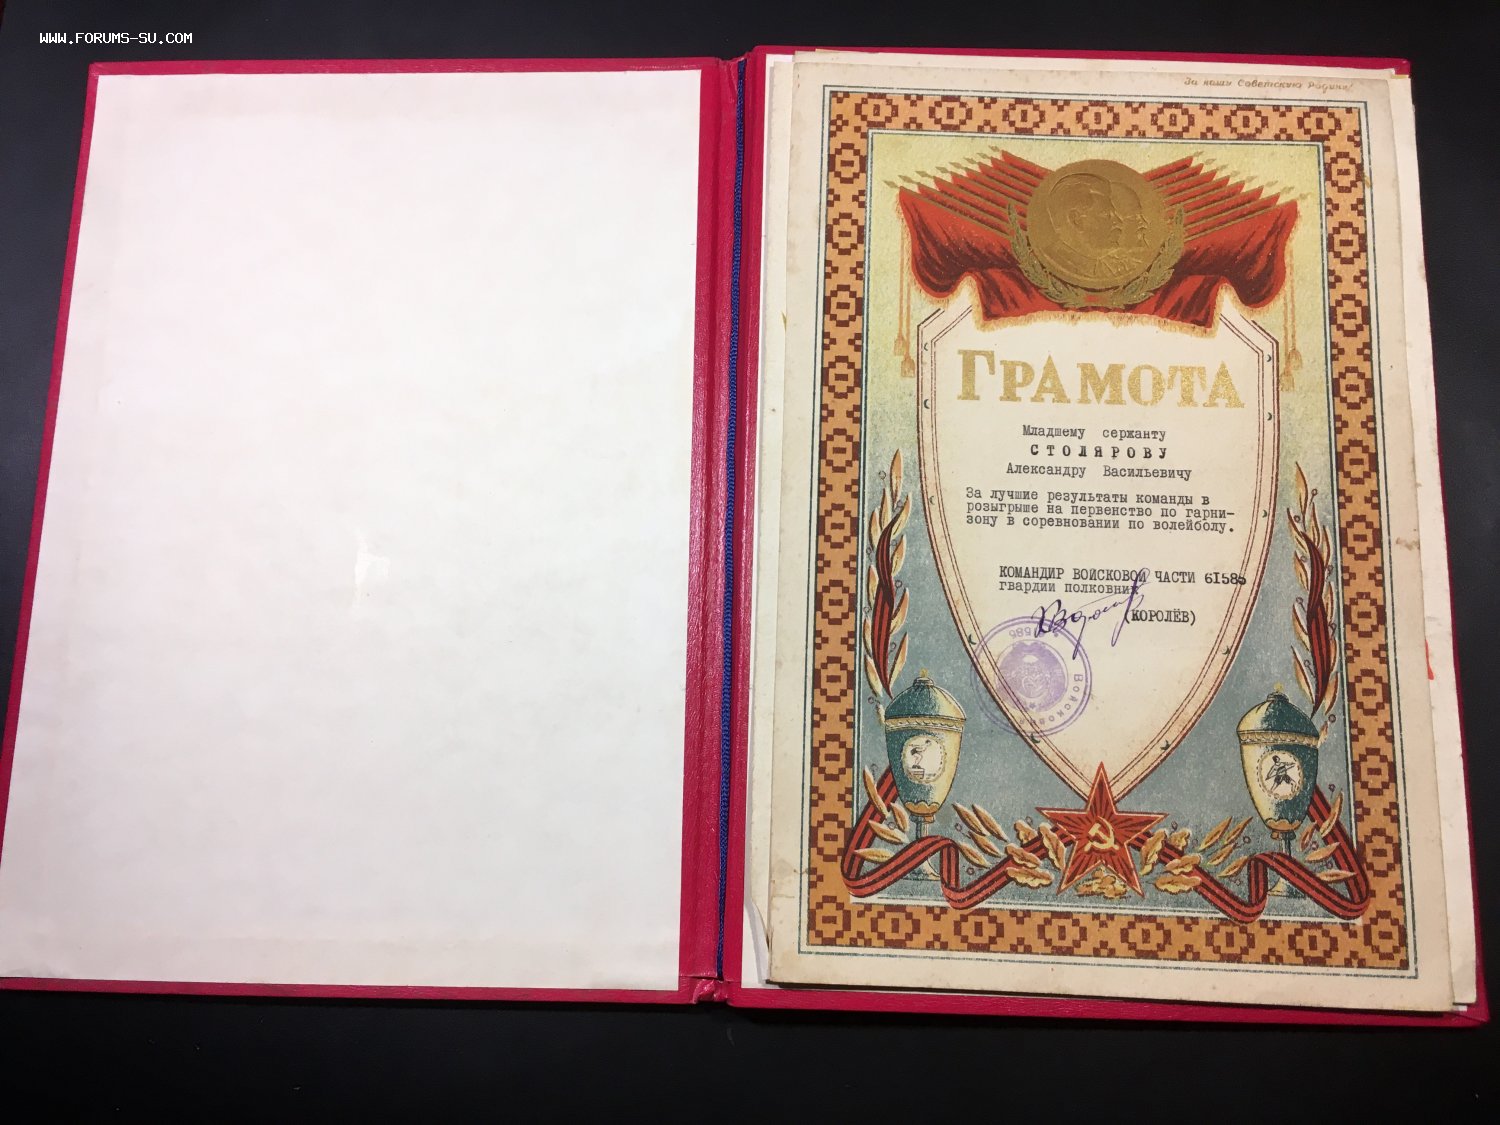 WWW.FORUMS-SU.COM
За нашу Советскую Родину!
ГРАМОТА
Младшему сержанту
СТОЛЯРОВУ
Александру Васильевичу
За лучшие результаты команды в
розыгрыше на первенство по гарни-
зону в соревновании по волейболу.
КОМАНДИР ВОЙСКОВОЙ ЧАСТИ 61585
гвардии полковник
(КОРОЛЁВ)
Войсковая